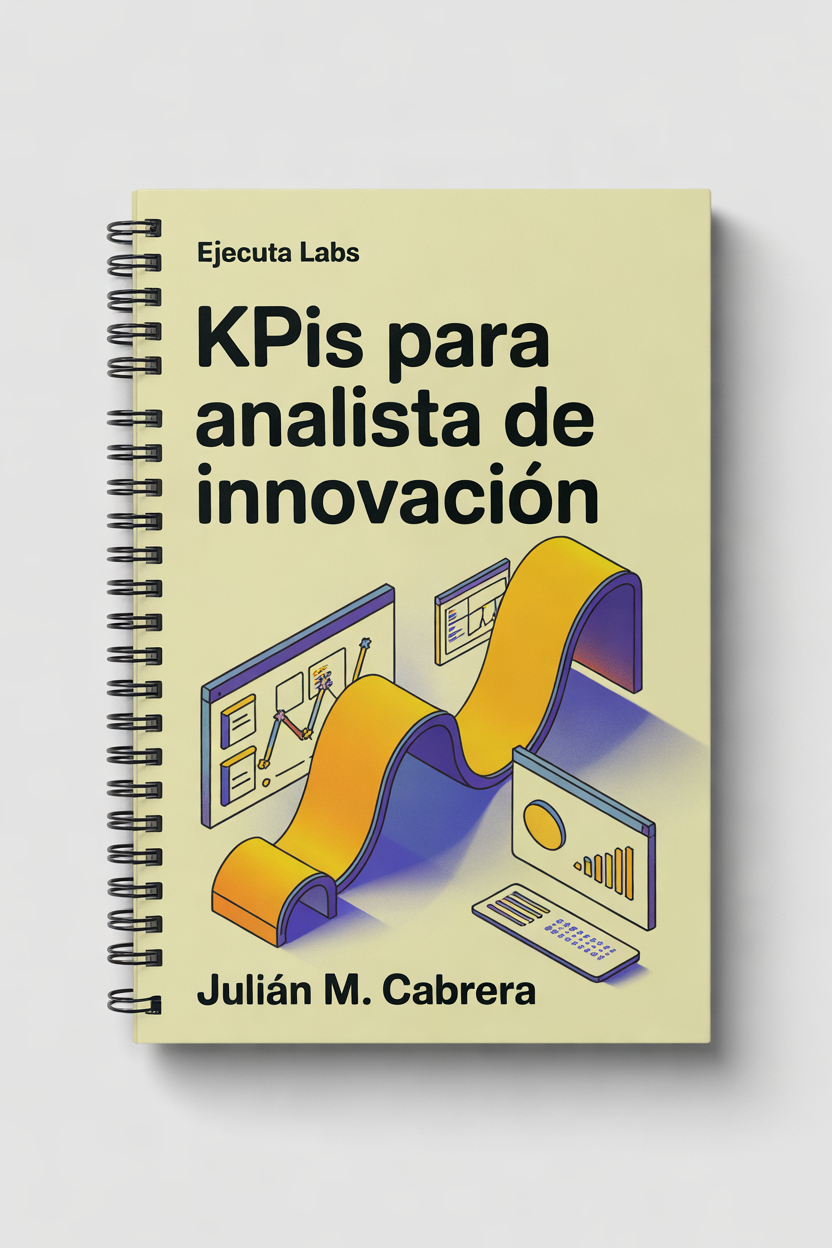 Ejecuta Labs
KPis para
analista de
innovación
Julián M. Cabrera